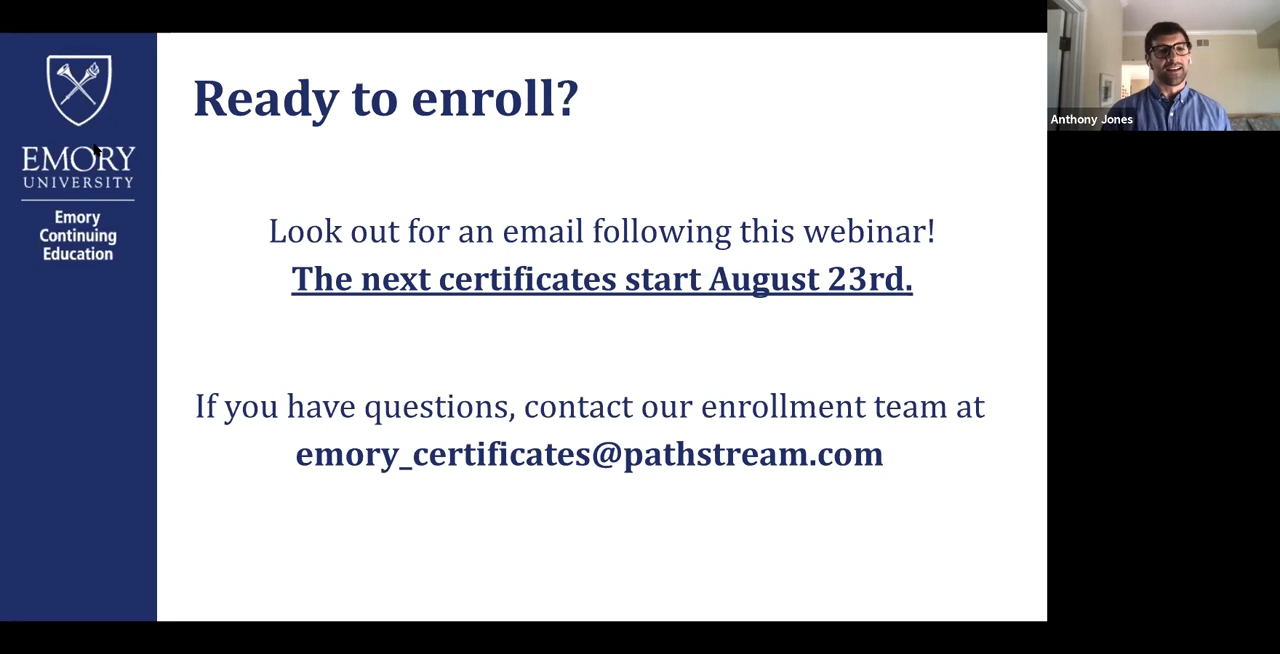 EMORY
UNIVERSITY
Emory
Continuing
Education
Ready to enroll?
Look out for an email following this webinar!
The next certificates start August 23rd.
If you have questions, contact our enrollment team at
emory_certificates@pathstream.com
Anthony Jones